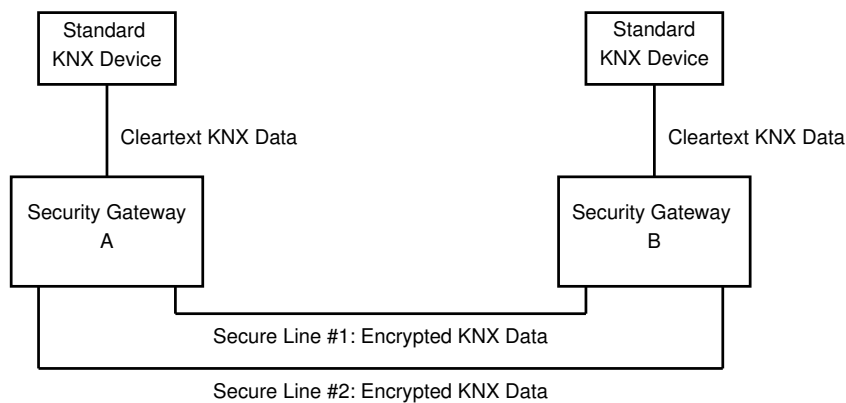 Standard
KNX Device
Standard
KNX Device
Cleartext KNX Data
Cleartext KNX Data
Security Gateway
A
Security Gateway
B
Secure Line #1: Encrypted KNX Data
Secure Line #2: Encrypted KNX Data